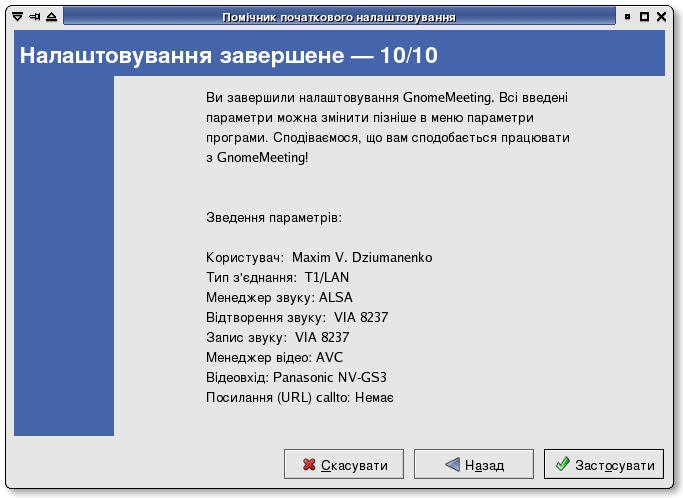 Помічник початкового налаштовування
Налаштовування завершене — 10/10
Ви завершили налаштовування GnomeMeeting. Всі введені
параметри можна змінити пізніше в меню параметри
програми. Сподіваємося, що вам сподобається працювати
з GnomeMeeting!
Зведення параметрів:
Користувач:  Maxim V. Dziumanenko
Тип з'єднання:  T1/LAN
Менеджер звуку: ALSA
Відтворення звуку:  VIA 8237
Запис звуку:  VIA 8237
Менеджер відео: AVC
Відеовхід: Panasonic NV-GS3
Посилання (URL) callto: Немає
Скасувати
Назад
Застосувати